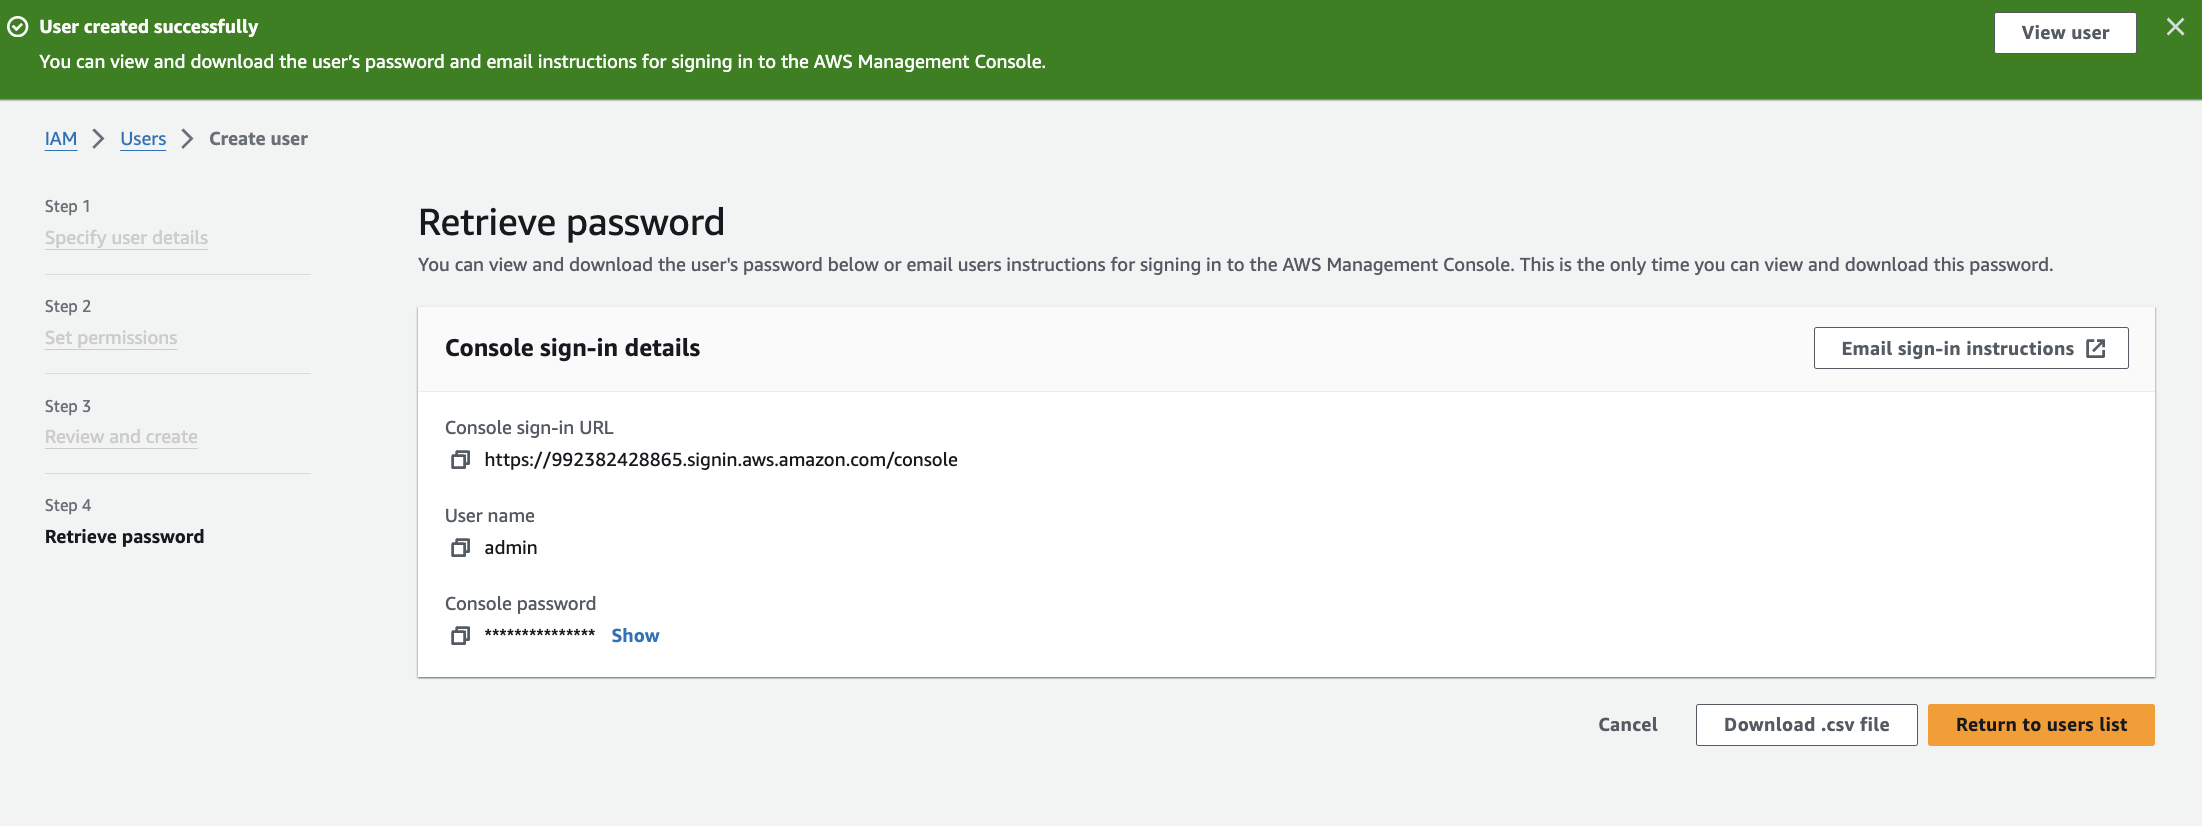 User created successfully
View user
You can view and download the user's password and email instructions for signing in to the AWS Management Console.
IAM > Users > Create user
Step 1
Specify user details
Step 2
Set permissions
Step 3
Review and create
Step 4
Retrieve password
Retrieve password
You can view and download the user's password below or email users instructions for signing in to the AWS Management Console. This is the only time you can view and download this password.
Console sign-in details
Email sign-in instructions
Console sign-in URL
https://992382428865.signin.aws.amazon.com/console
User name
admin
Console password
*************** Show
Cancel
Download .csv file
Return to users list